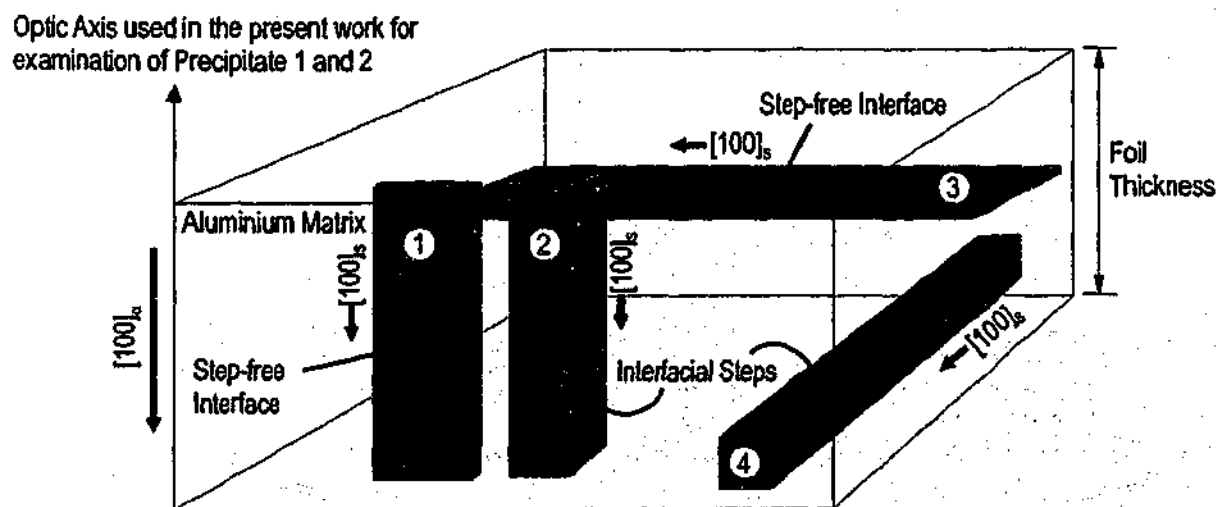 Optic Axis used in the present work for
examination of Precipitate 1 and 2
Step-free Interface
[100]s
3
Foil
Thickness
Aluminium Matrix
1
2
[100]s
[100]s
[100]α
[100]s
Step-free
Interface
Interfacial Steps
4